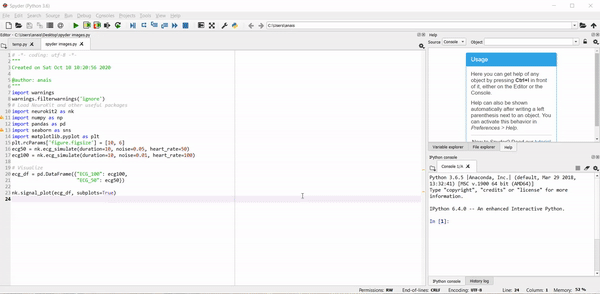 Spyder (Python 3.6)
File Edit Search Source Run Debug Consoles Projects Tools View Help
C:\Users\anais
C:\Users\anais
Editor - C:\Users\anais\Desktop\spyder images.py
temp.py
spyder images.py
1 # -*- coding: utf-8 -*-
2 """
3 Created on Sat Oct 10 10:20:56 2020
4
5 @author: anais
6 """
7 import warnings
8 warnings.filterwarnings('ignore')
9 # Load NeuroKit and other useful packages
10 import neurokit2 as nk
11 import numpy as np
12 import pandas as pd
13 import seaborn as sns
14 import matplotlib.pyplot as plt
15 plt.rcParams['figure.figsize'] = [10, 6]
16 ecg50 = nk.ecg_simulate(duration=10, noise=0.05, heart_rate=50)
17 ecg100 = nk.ecg_simulate(duration=10, noise=0.01, heart_rate=100)
18
19 # Visualize
20 ecg_df = pd.DataFrame({"ECG_100": ecg100,
21 "ECG_50": ecg50})
22
23 nk.signal_plot(ecg_df, subplots=True)
24
Help
Source Console Object
Usage
Here you can get help of any
object by pressing Ctrl+I in
front of it, either on the Editor or the
Console.
Help can also be shown
automatically after writing a left
parenthesis next to an object. You
can activate this behavior in
Preferences > Help.
Variable explorer File explorer Help
IPython console
Console 1/A
Python 3.6.5 |Anaconda, Inc.| (default, Mar 29 2018,
13:32:41) [MSC v.1900 64 bit (AMD64)]
Type "copyright", "credits" or "license" for more
information.
IPython 6.4.0 -- An enhanced Interactive Python.
In [1]:
IPython console History log
Permissions: RW End-of-lines: CRLF Encoding: UTF-8 Line: 24 Column: 1 Memory: 52 %